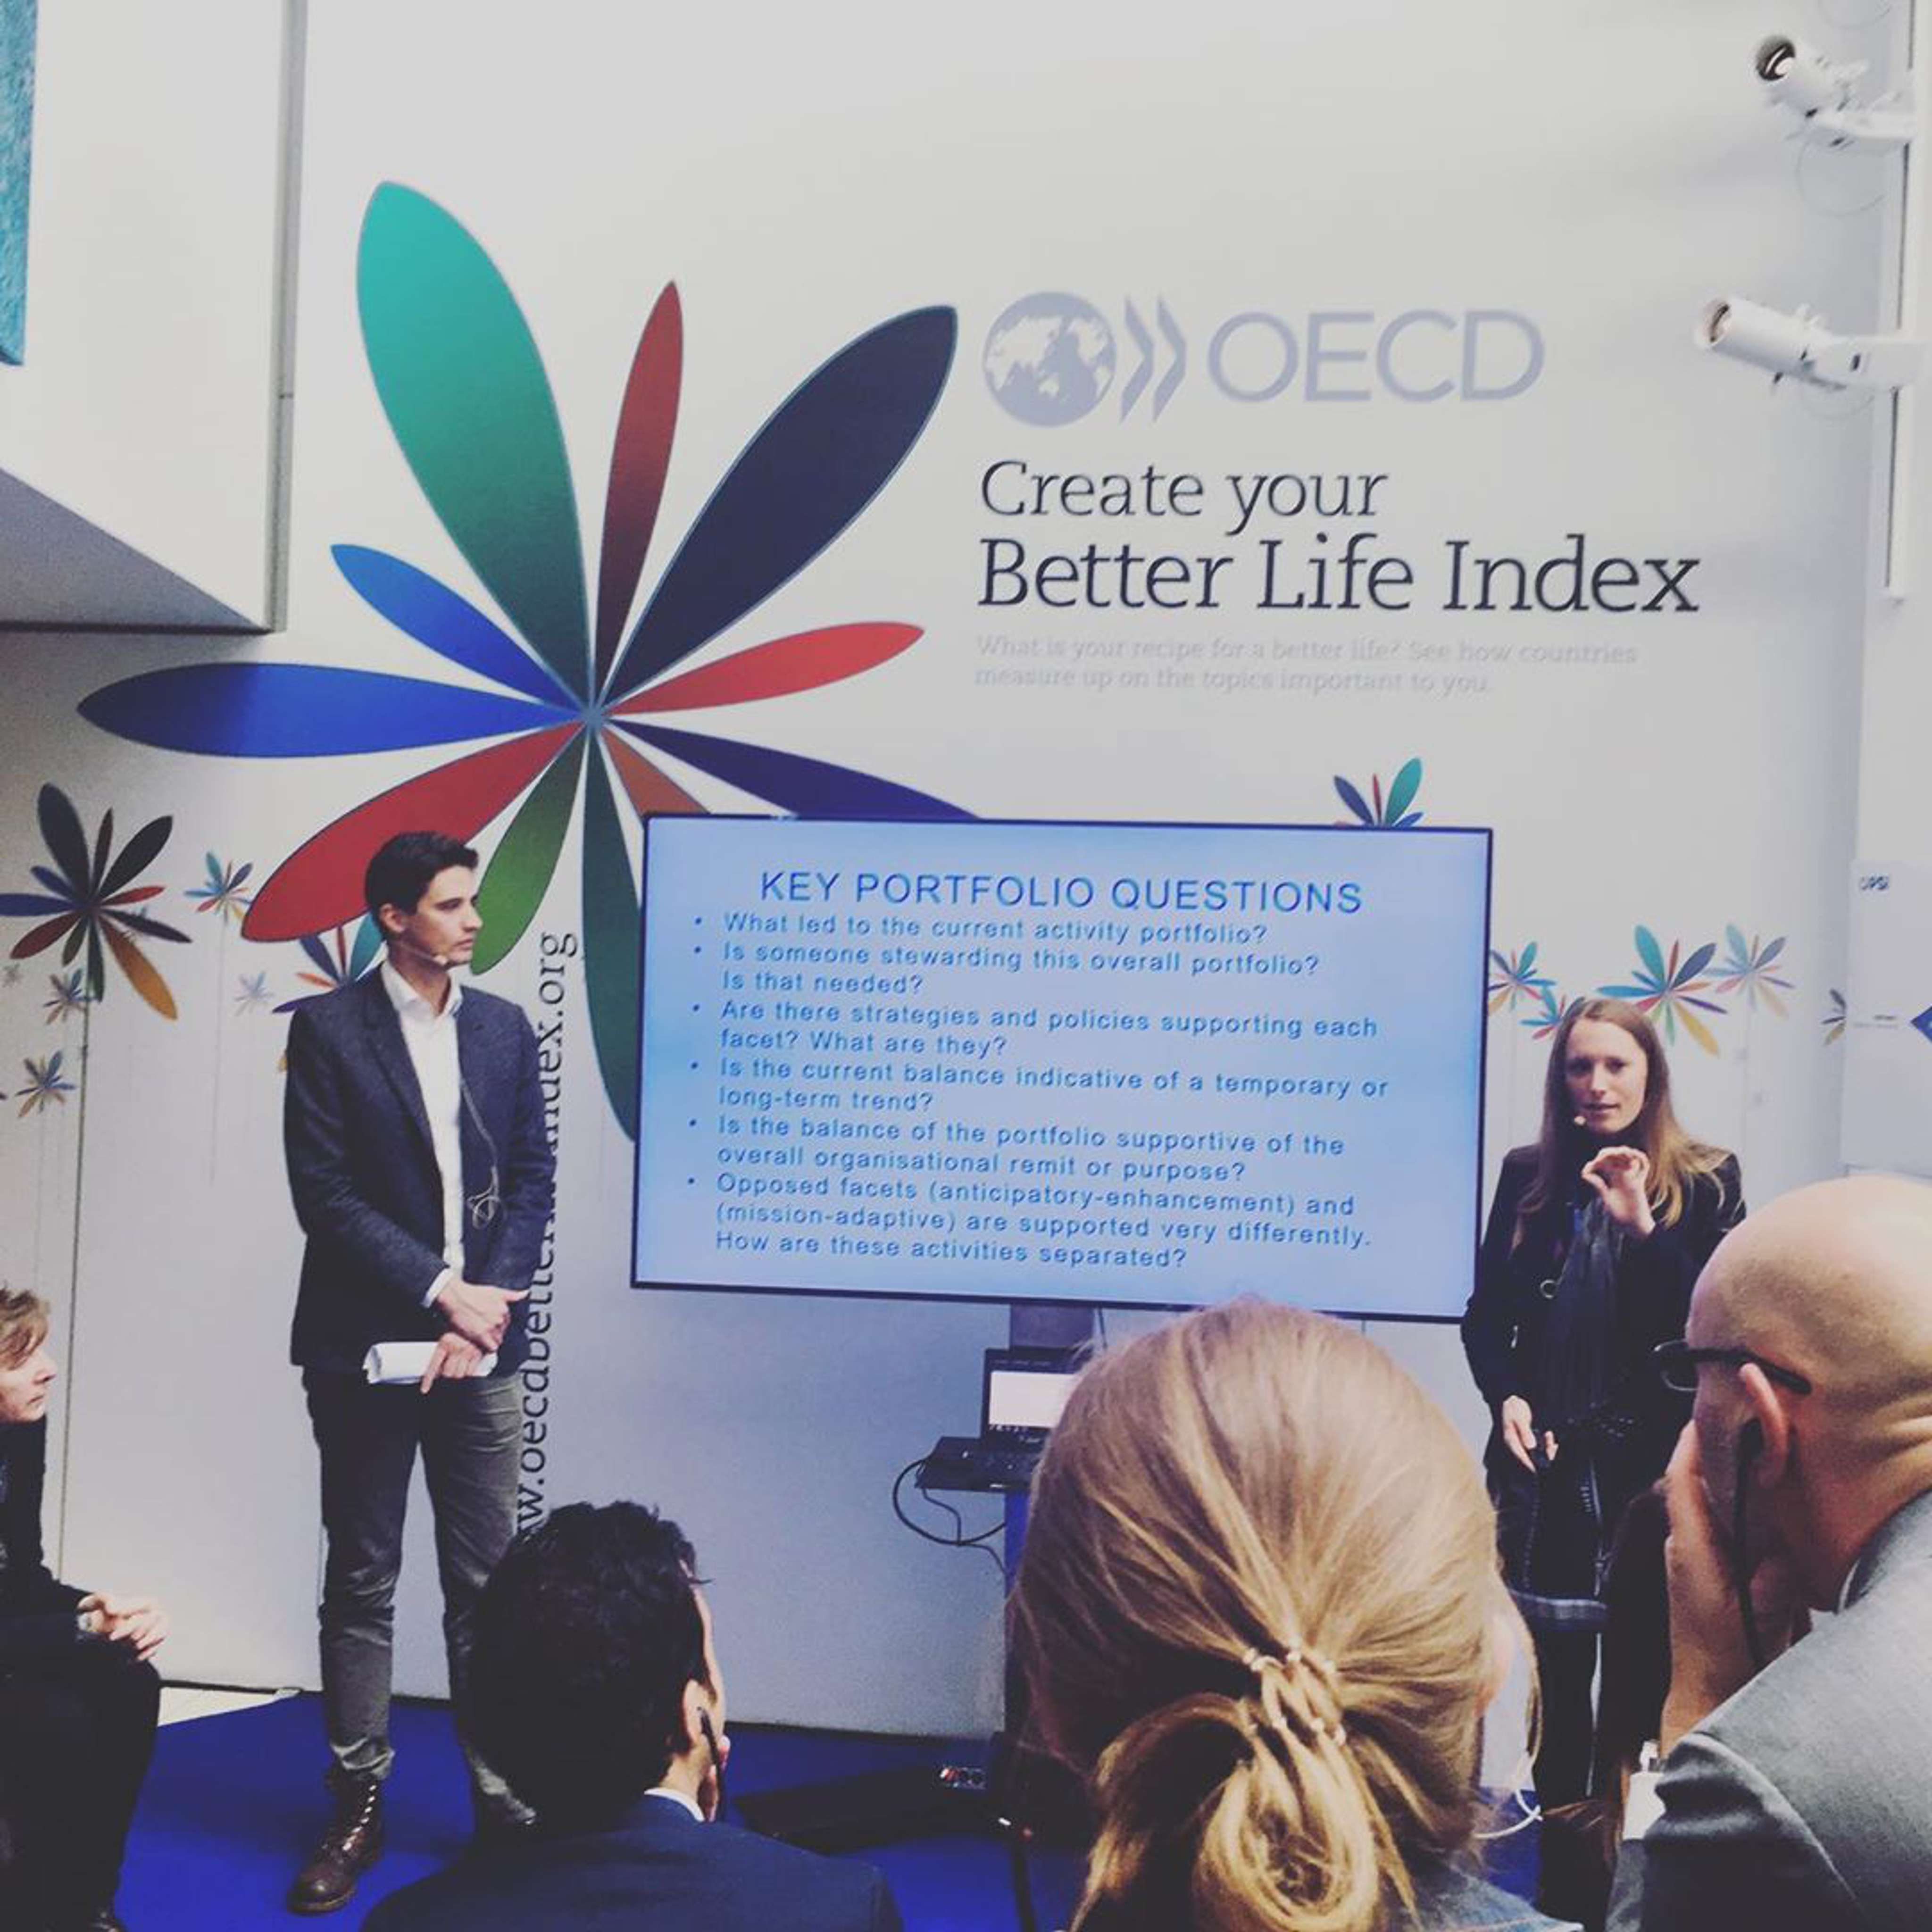 OECD
Create your
Better Life Index
What is your recipe for a better life? See how countries
measure up on the topics important to you
KEY PORTFOLIO QUESTIONS
• What led to the current activity portfolio?
• Is someone stewarding this overall portfolio?
Is that needed?
• Are there strategies and policies supporting each
facet? What are they?
• Is the current balance indicative of a temporary or
long-term trend?
• Is the balance of the portfolio supportive of the
overall organisational remit or purpose?
• Opposed facets (anticipatory-enhancement) and
(mission-adaptive) are supported very differently.
How are these activities separated?
OPSI
w.oecdbetterlifeindex.org